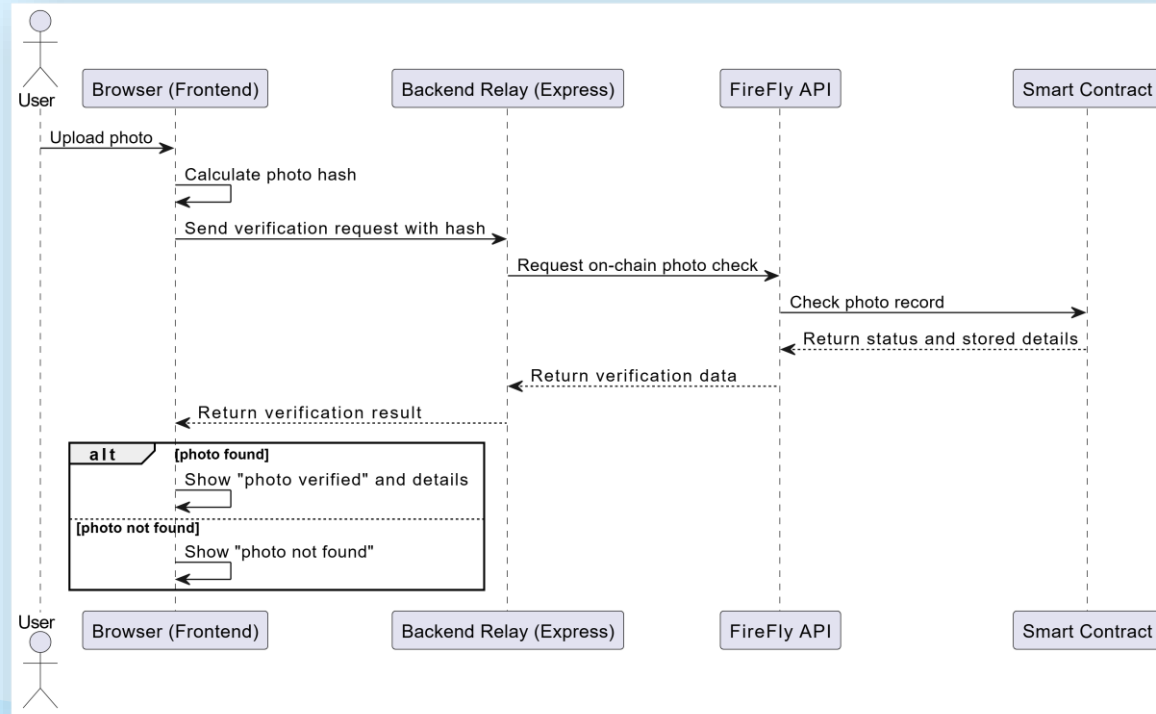 User
Browser (Frontend)
Backend Relay (Express)
FireFly API
Smart Contract
Upload photo
Calculate photo hash
Send verification request with hash
Request on-chain photo check
Check photo record
Return status and stored details
Return verification data
Return verification result
alt
[photo found]
Show "photo verified" and details
[photo not found]
Show "photo not found"
User
Browser (Frontend)
Backend Relay (Express)
FireFly API
Smart Contract